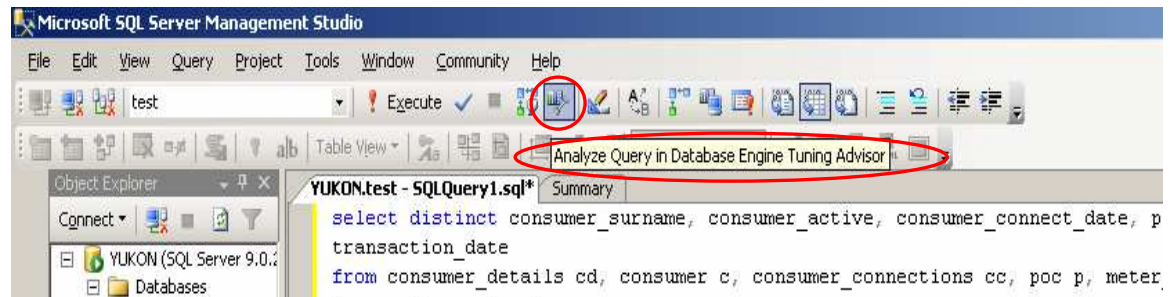 Microsoft SQL Server Management Studio
File Edit View Query Project Tools Window Community Help
test Execute
Table View
Analyze Query in Database Engine Tuning Advisor
Object Explorer
YUKON.test - SQLQuery1.sql* Summary
Connect
select distinct consumer_surname, consumer_active, consumer_connect_date, p
transaction_date
YUKON (SQL Server 9.0.
from consumer_details cd, consumer c, consumer_connections cc, poc p, meter_
Databases